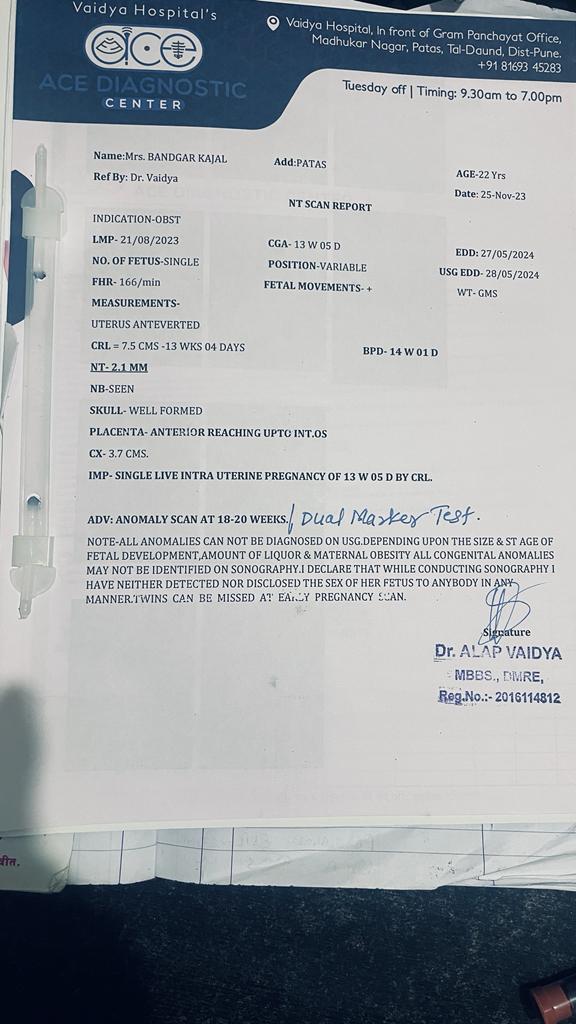 Vaidya Hospital's
ace
ACE DIAGNOSTIC
CENTER
Vaidya Hospital, In front of Gram Panchayat Office,
Madhukar Nagar, Patas, Tal-Daund, Dist-Pune.
+91 81693 45283
Tuesday off | Timing: 9.30am to 7.00pm
Name:Mrs. BANDGAR KAJAL Add:PATAS AGE-22 Yrs
Ref By: Dr. Vaidya Date: 25-Nov-23
NT SCAN REPORT
INDICATION-OBST
LMP- 21/08/2023 CGA- 13 W 05 D EDD: 27/05/2024
NO. OF FETUS-SINGLE POSITION-VARIABLE USG EDD- 28/05/2024
FHR- 166/min FETAL MOVEMENTS- + WT- GMS
MEASUREMENTS-
UTERUS ANTEVERTED
CRL = 7.5 CMS -13 WKS 04 DAYS BPD- 14 W 01 D
NT- 2.1 MM
NB-SEEN
SKULL- WELL FORMED
PLACENTA- ANTERIOR REACHING UPTO INT.OS
CX- 3.7 CMS.
IMP- SINGLE LIVE INTRA UTERINE PREGNANCY OF 13 W 05 D BY CRL.
ADV: ANOMALY SCAN AT 18-20 WEEKS. / Dual Marker Test.
NOTE-ALL ANOMALIES CAN NOT BE DIAGNOSED ON USG.DEPENDING UPON THE SIZE & ST AGE OF
FETAL DEVELOPMENT,AMOUNT OF LIQUOR & MATERNAL OBESITY ALL CONGENITAL ANOMALIES
MAY NOT BE IDENTIFIED ON SONOGRAPHY.I DECLARE THAT WHILE CONDUCTING SONOGRAPHY I
HAVE NEITHER DETECTED NOR DISCLOSED THE SEX OF HER FETUS TO ANYBODY IN ANY
MANNER.TWINS CAN BE MISSED AT EARLY PREGNANCY SCAN.
Signature
Dr. ALAP VAIDYA
MBBS., DMRE,
Reg.No.:- 2016114812